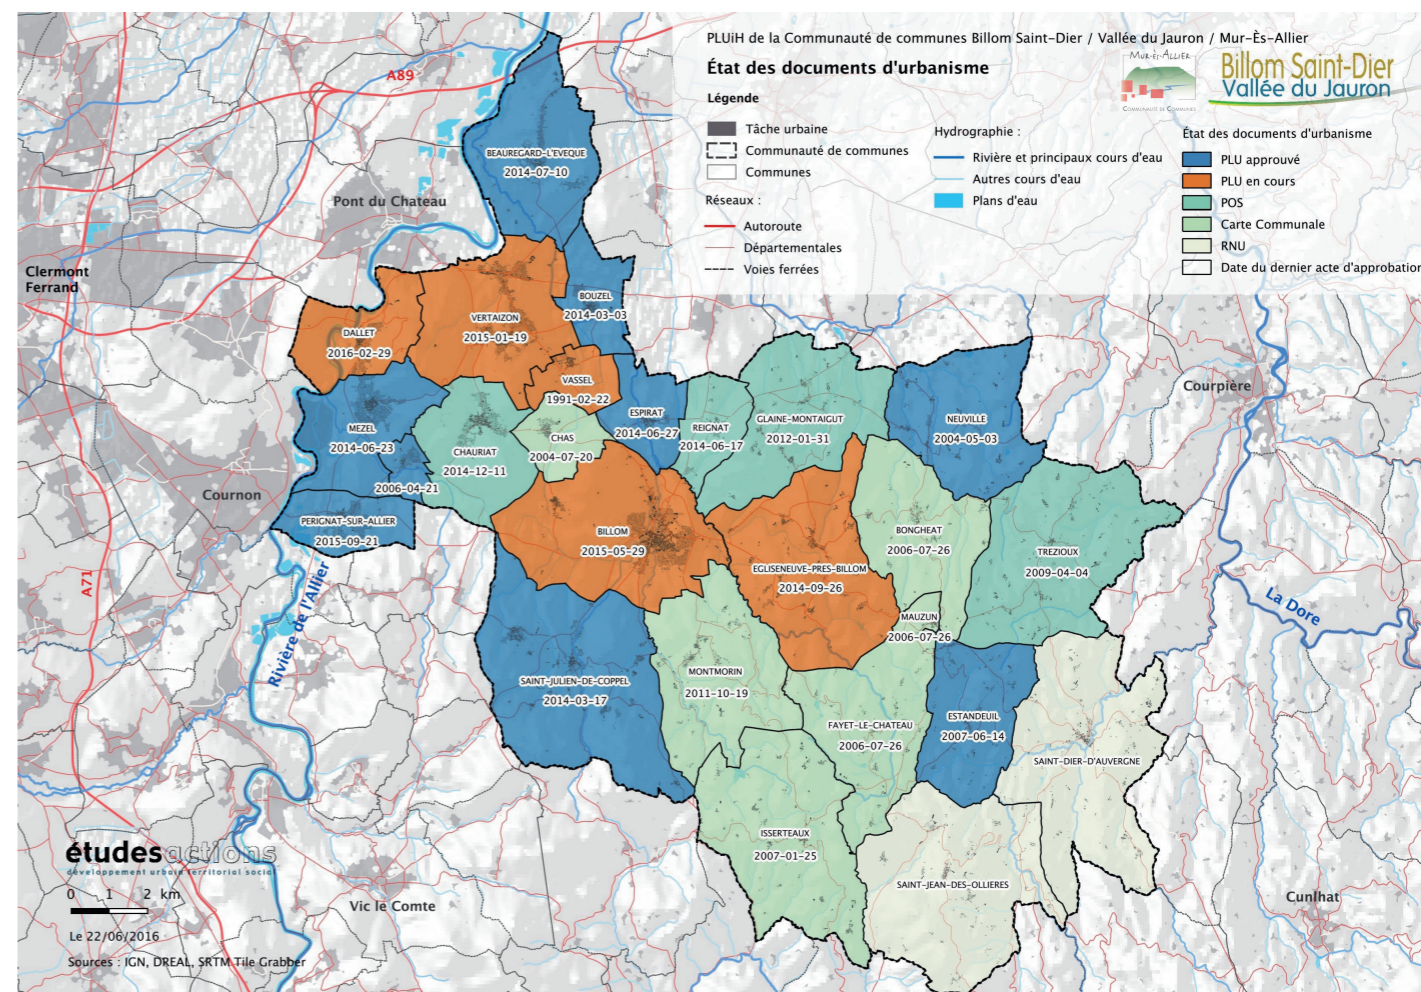 PLUiH de la Communauté de communes Billom Saint-Dier / Vallée du Jauron / Mur-Ès-Allier
État des documents d'urbanisme
MUR-ÈS-ALLIER
COMMUNAUTÉ DE COMMUNES
Billom Saint-Dier
Vallée du Jauron
Légende
Tâche urbaine
Communauté de communes
Communes
Réseaux :
Autoroute
Départementales
Voies ferrées
Hydrographie :
Rivière et principaux cours d'eau
Autres cours d'eau
Plans d'eau
État des documents d'urbanisme
PLU approuvé
PLU en cours
POS
Carte Communale
RNU
Date du dernier acte d'approbation
A89
Pont du Chateau
Clermont
Ferrand
Cournon
A71
Rivière de l'Allier
Vic le Comte
Courpière
La Dore
Cunlhat
BEAUREGARD-L'EVEQUE
2014-07-10
BOUZEL
2014-03-03
VERTAIZON
2015-01-19
DALLET
2016-02-29
VASSEL
1991-02-22
MEZEL
2014-06-23
2006-04-21
CHAURIAT
2014-12-11
CHAS
2004-07-20
ESPIRAT
2014-06-27
REIGNAT
2014-06-17
GLAINE-MONTAIGUT
2012-01-31
NEUVILLE
2004-05-03
PERIGNAT-SUR-ALLIER
2015-09-21
BILLOM
2015-05-29
EGLISENEUVE-PRES-BILLOM
2014-09-26
BONGHEAT
2006-07-26
TREZIOUX
2009-04-04
MAUZUN
2006-07-26
SAINT-JULIEN-DE-COPPEL
2014-03-17
MONTMORIN
2011-10-19
FAYET-LE-CHATEAU
2006-07-26
ESTANDEUIL
2007-06-14
SAINT-DIER-D'AUVERGNE
ISSERTEAUX
2007-01-25
SAINT-JEAN-DES-OLLIERES
étudesactions
développement urbain territorial social
0 1 2 km
Le 22/06/2016
Sources : IGN, DREAL, SRTM Tile Grabber